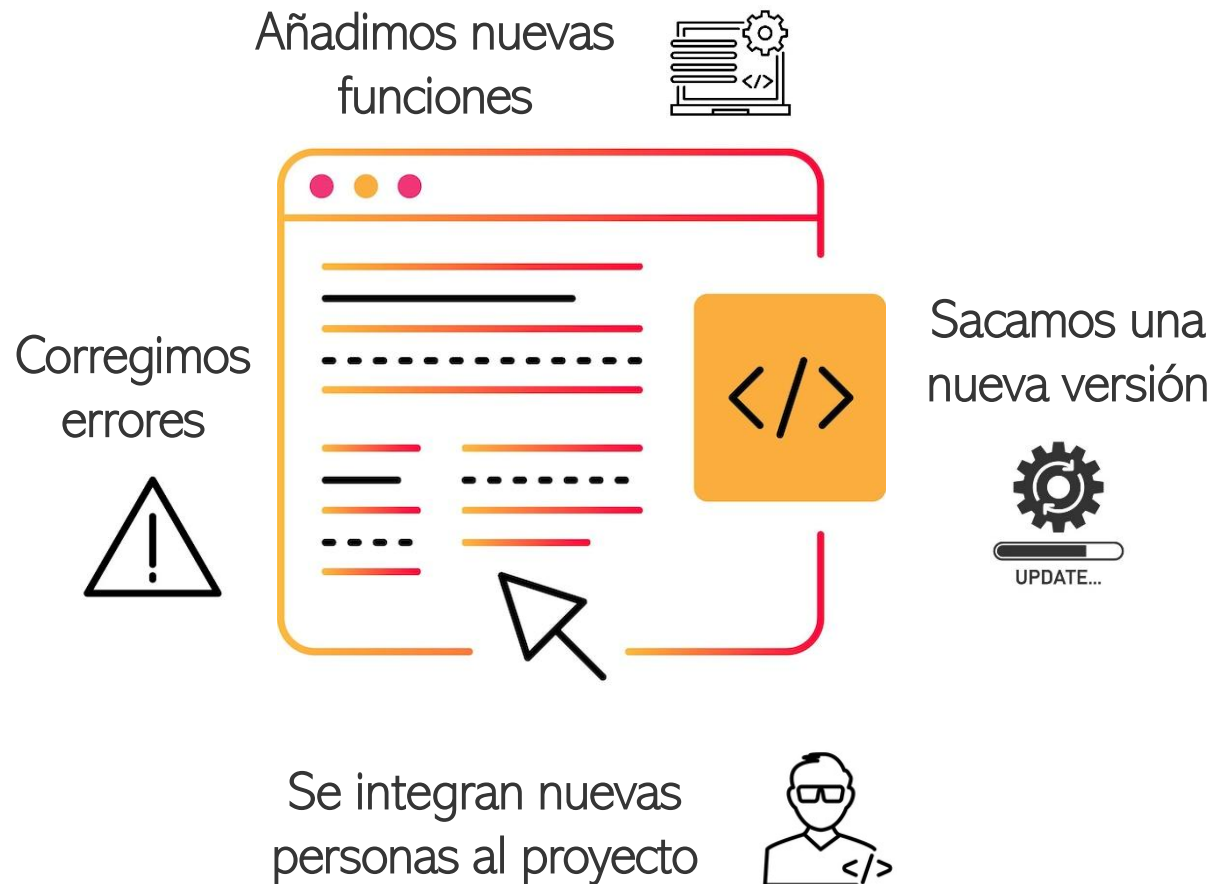 Añadimos nuevas
funciones
</>
Corregimos
errores
</>
Sacamos una
nueva versión
UPDATE...
Se integran nuevas
personas al proyecto
</>